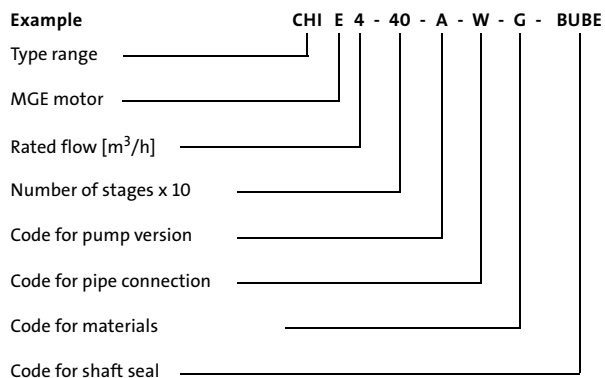 Example CHI E 4 - 40 - A - W - G - BUBE
Type range
MGE motor
Rated flow [m³/h]
Number of stages x 10
Code for pump version
Code for pipe connection
Code for materials
Code for shaft seal